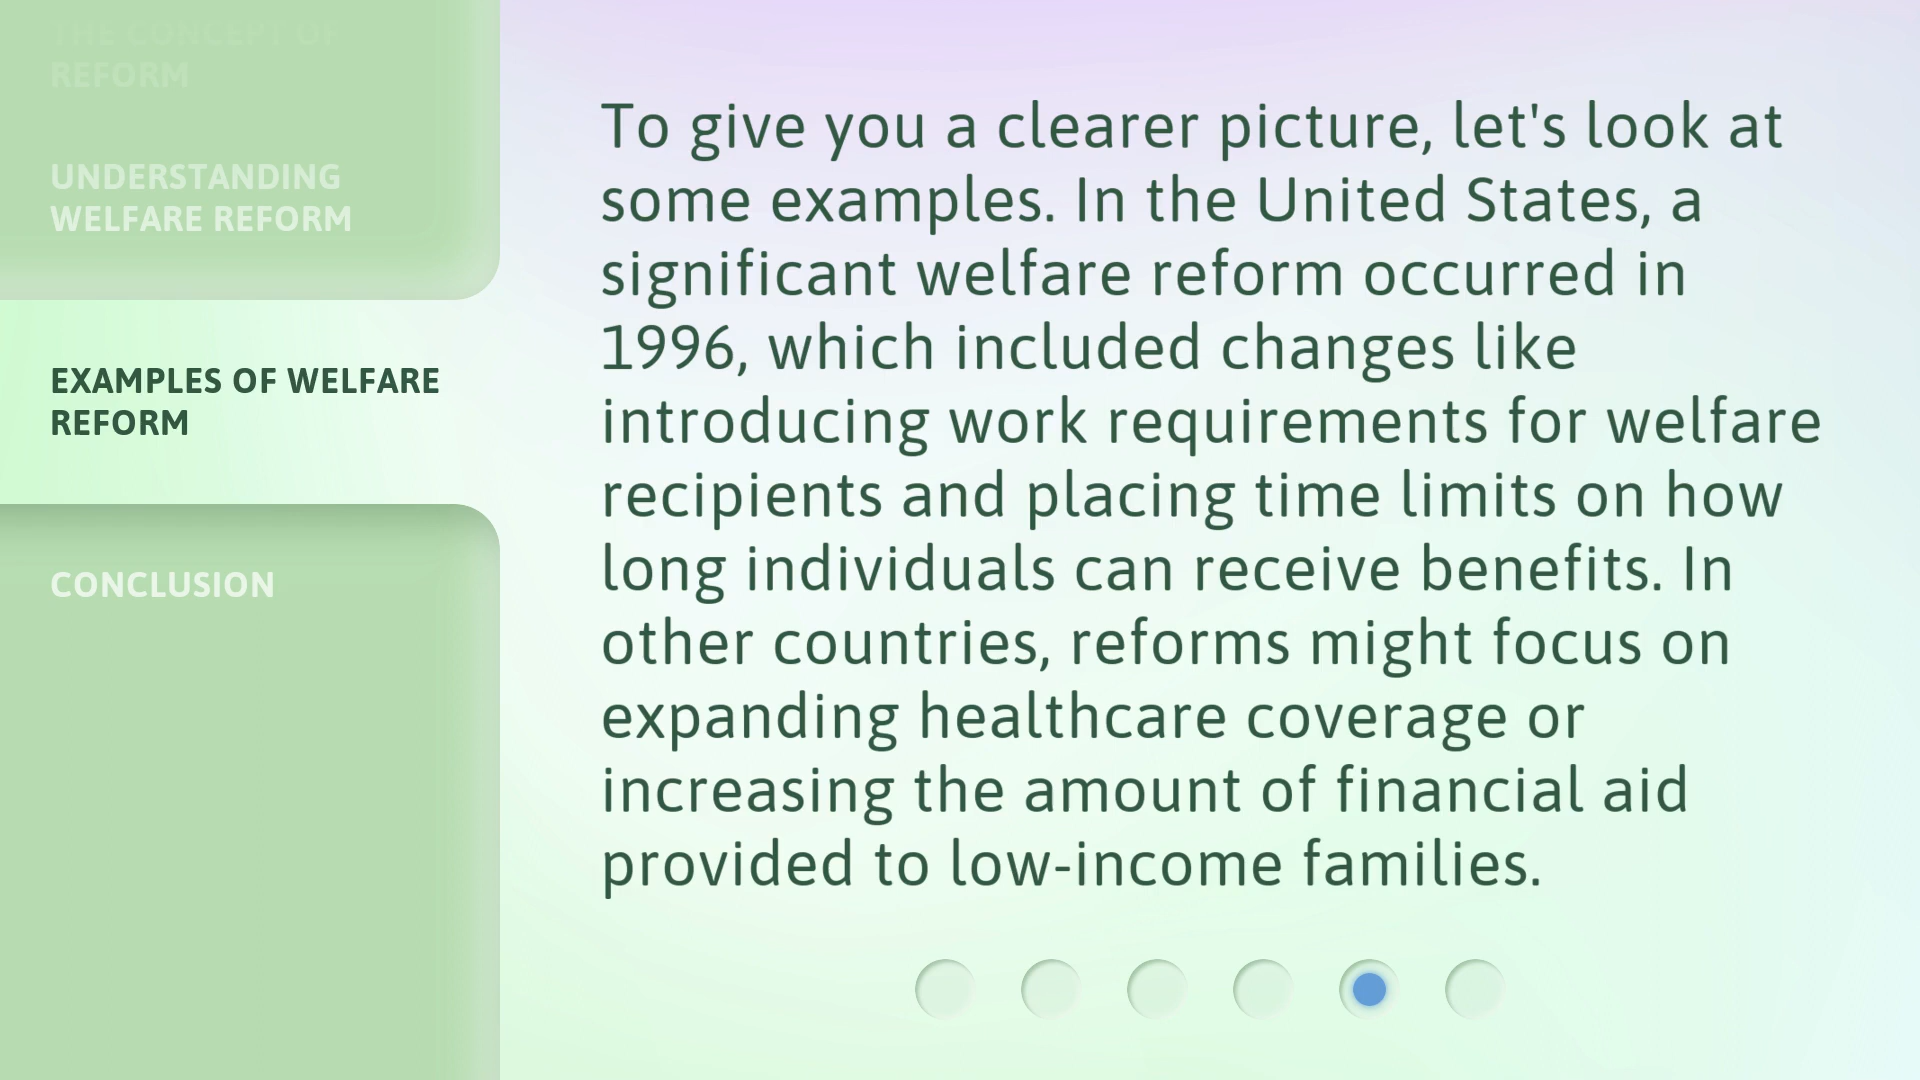 THE CONCEPT OF
REFORM
UNDERSTANDING
WELFARE REFORM
EXAMPLES OF WELFARE
REFORM
CONCLUSION
To give you a clearer picture, let's look at
some examples. In the United States, a
significant welfare reform occurred in
1996, which included changes like
introducing work requirements for welfare
recipients and placing time limits on how
long individuals can receive benefits. In
other countries, reforms might focus on
expanding healthcare coverage or
increasing the amount of financial aid
provided to low-income families.